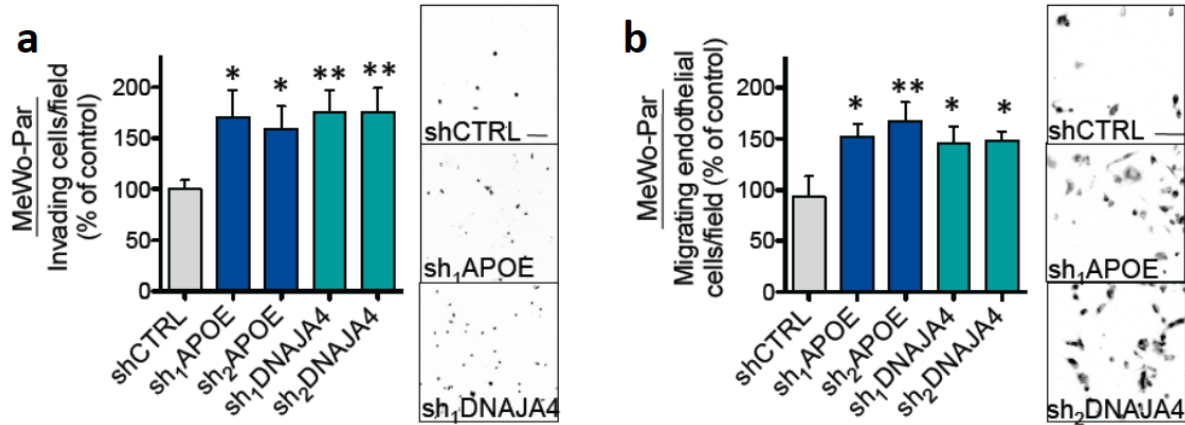 a
MeWo-Par
Invading cells/field
(% of control)
200
150
100
50
0
*
*
**
**
shCTRL
sh₁APOE
sh₂APOE
sh₁DNAJA4
sh₂DNAJA4
shCTRL
sh₁APOE
sh₁DNAJA4
b
MeWo-Par
Migrating endothelial
cells/field (% of control)
200
150
100
50
0
*
**
*
*
shCTRL
sh₁APOE
sh₂APOE
sh₁DNAJA4
sh₂DNAJA4
shCTRL
sh₁APOE
sh₂DNAJA4